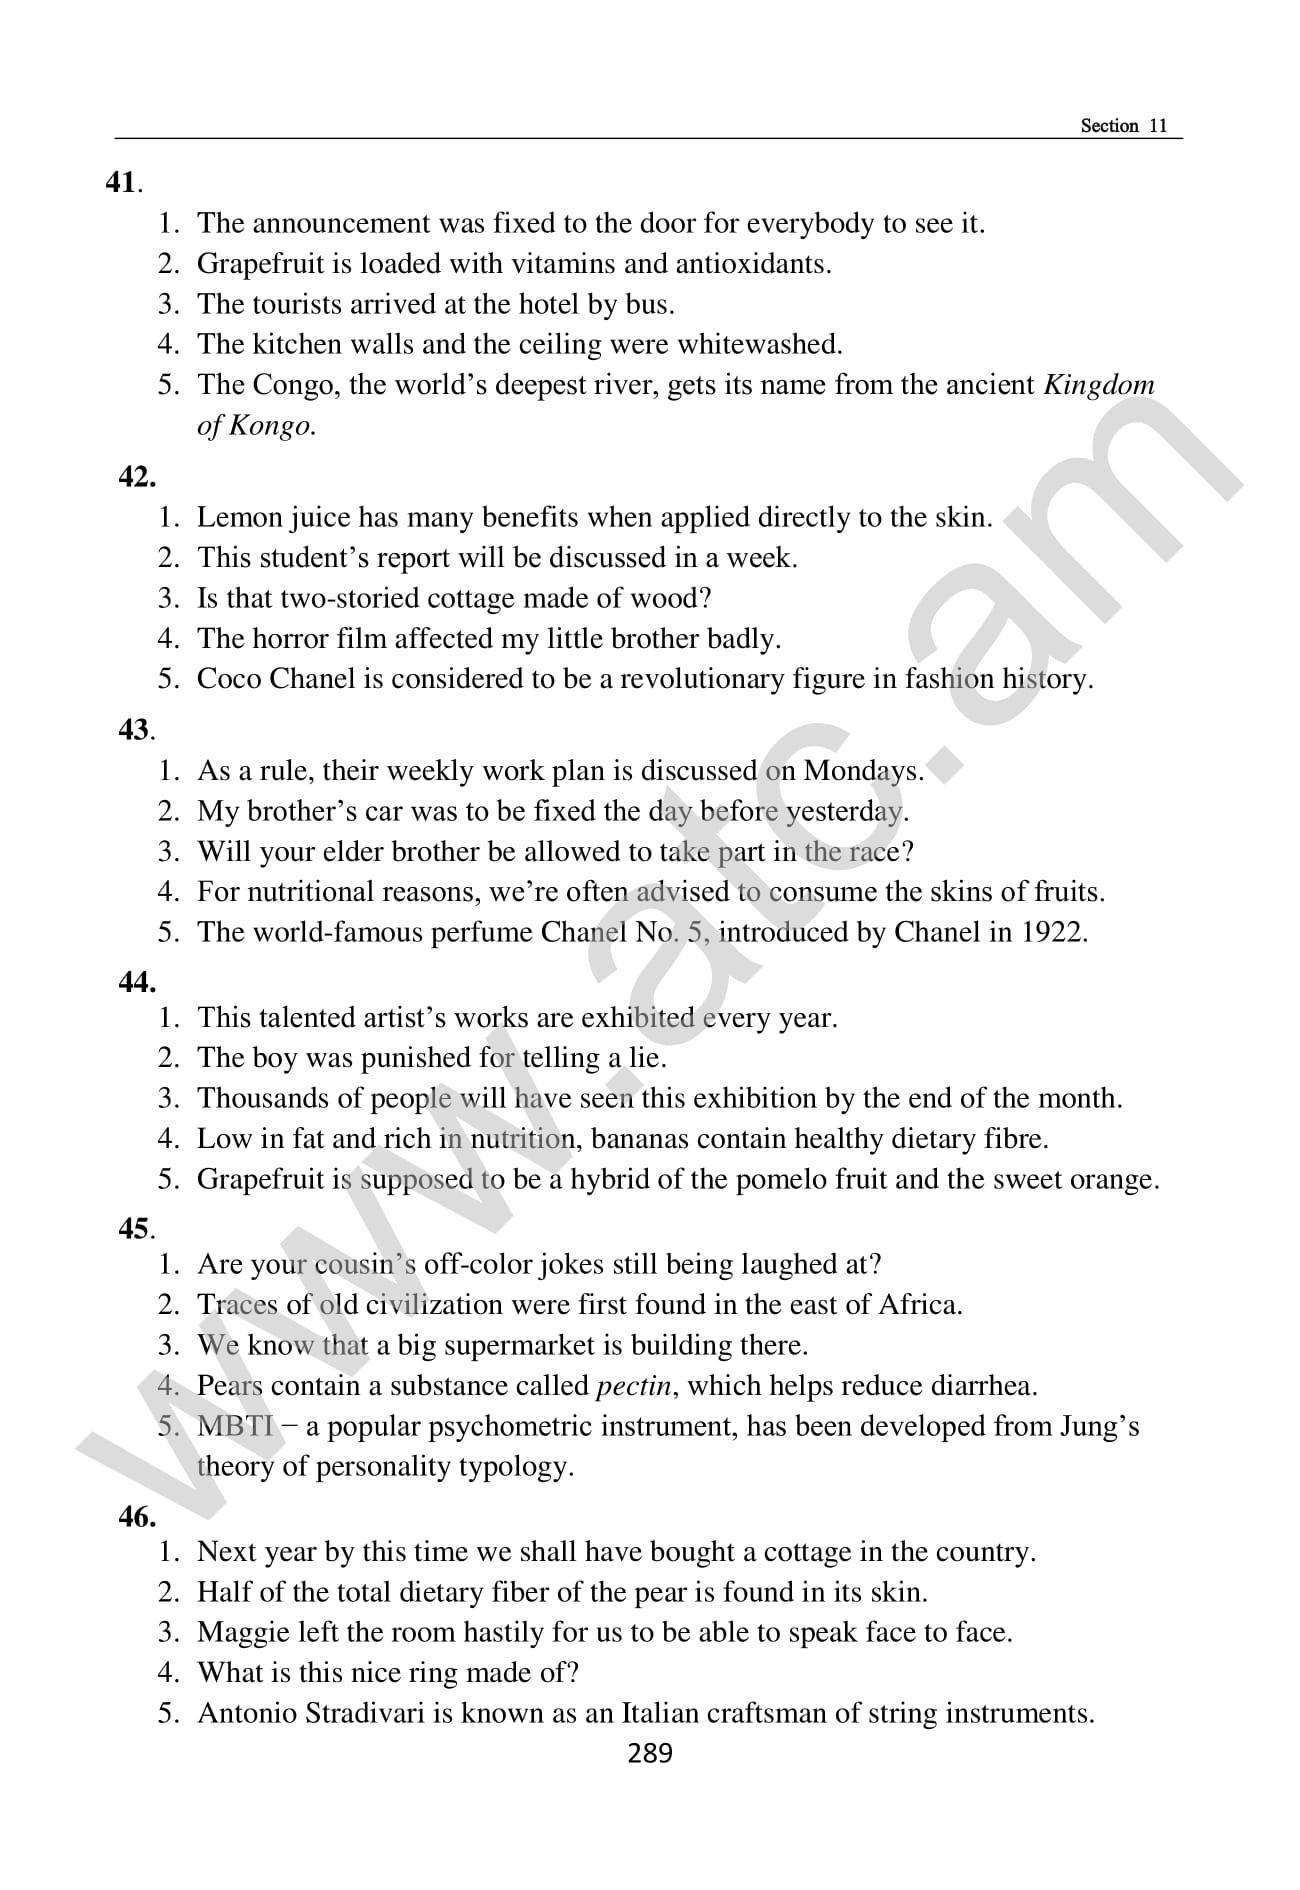 Section 11
41.
1. The announcement was fixed to the door for everybody to see it.
2. Grapefruit is loaded with vitamins and antioxidants.
3. The tourists arrived at the hotel by bus.
4. The kitchen walls and the ceiling were whitewashed.
5. The Congo, the world’s deepest river, gets its name from the ancient Kingdom
of Kongo.
42.
1. Lemon juice has many benefits when applied directly to the skin.
2. This student’s report will be discussed in a week.
3. Is that two-storied cottage made of wood?
4. The horror film affected my little brother badly.
5. Coco Chanel is considered to be a revolutionary figure in fashion history.
43.
1. As a rule, their weekly work plan is discussed on Mondays.
2. My brother’s car was to be fixed the day before yesterday.
3. Will your elder brother be allowed to take part in the race?
4. For nutritional reasons, we’re often advised to consume the skins of fruits.
5. The world-famous perfume Chanel No. 5, introduced by Chanel in 1922.
44.
1. This talented artist’s works are exhibited every year.
2. The boy was punished for telling a lie.
3. Thousands of people will have seen this exhibition by the end of the month.
4. Low in fat and rich in nutrition, bananas contain healthy dietary fibre.
5. Grapefruit is supposed to be a hybrid of the pomelo fruit and the sweet orange.
45.
1. Are your cousin’s off-color jokes still being laughed at?
2. Traces of old civilization were first found in the east of Africa.
3. We know that a big supermarket is building there.
4. Pears contain a substance called pectin, which helps reduce diarrhea.
5. MBTI – a popular psychometric instrument, has been developed from Jung’s
theory of personality typology.
46.
1. Next year by this time we shall have bought a cottage in the country.
2. Half of the total dietary fiber of the pear is found in its skin.
3. Maggie left the room hastily for us to be able to speak face to face.
4. What is this nice ring made of?
5. Antonio Stradivari is known as an Italian craftsman of string instruments.
289
www.atc.am